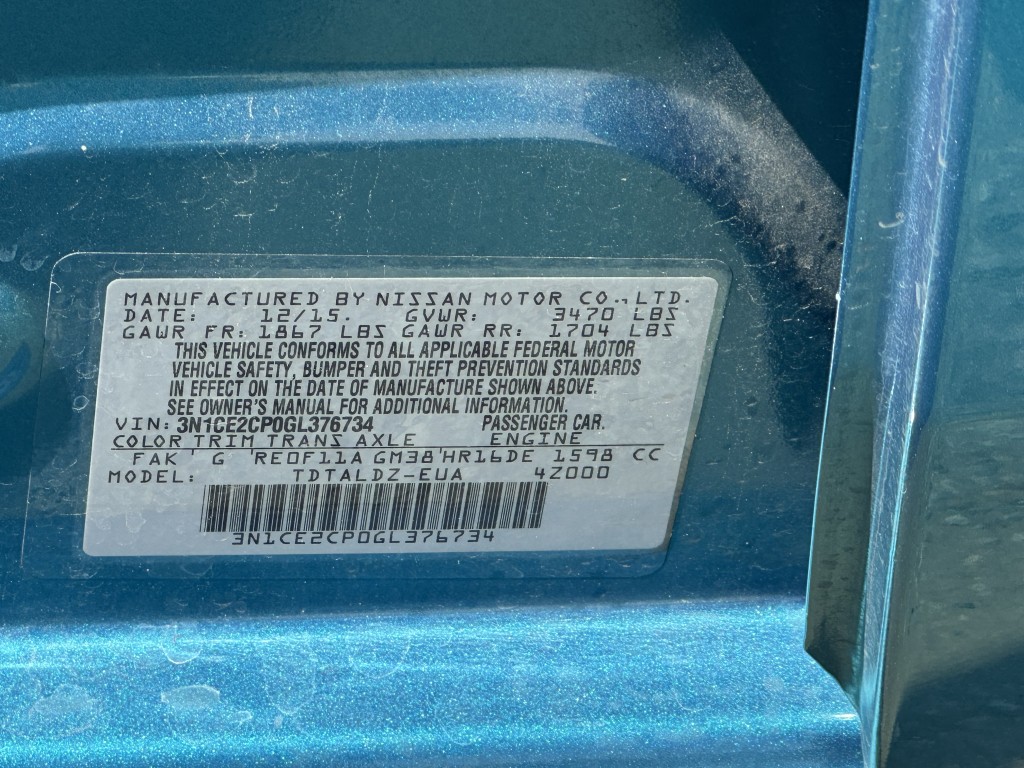 MANUFACTURED BY NISSAN MOTOR CO., LTD.
DATE: 12/15. GVWR: 3470 LBS
GAWR FR: 1867 LBS GAWR RR: 1704 LBS
THIS VEHICLE CONFORMS TO ALL APPLICABLE FEDERAL MOTOR
VEHICLE SAFETY, BUMPER AND THEFT PREVENTION STANDARDS
IN EFFECT ON THE DATE OF MANUFACTURE SHOWN ABOVE.
SEE OWNER'S MANUAL FOR ADDITIONAL INFORMATION.
VIN: 3N1CE2CP0GL376734 PASSENGER CAR.
COLOR TRIM TRANS AXLE ENGINE
FAK ' G 'RE0F11A GM38'HR16DE 1598 CC
MODEL: TDTALDZ-EUA 4Z000
3N1CE2CP0GL376734